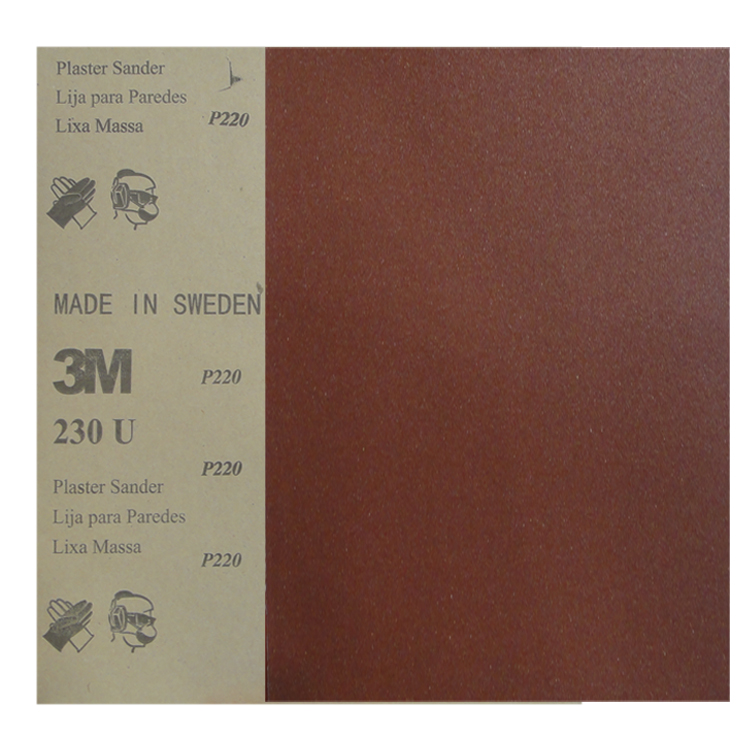 Plaster Sander
Lija para Paredes
Lixa Massa P220
MADE IN SWEDEN
3M P220
230 U
P220
Plaster Sander
Lija para Paredes
Lixa Massa
P220